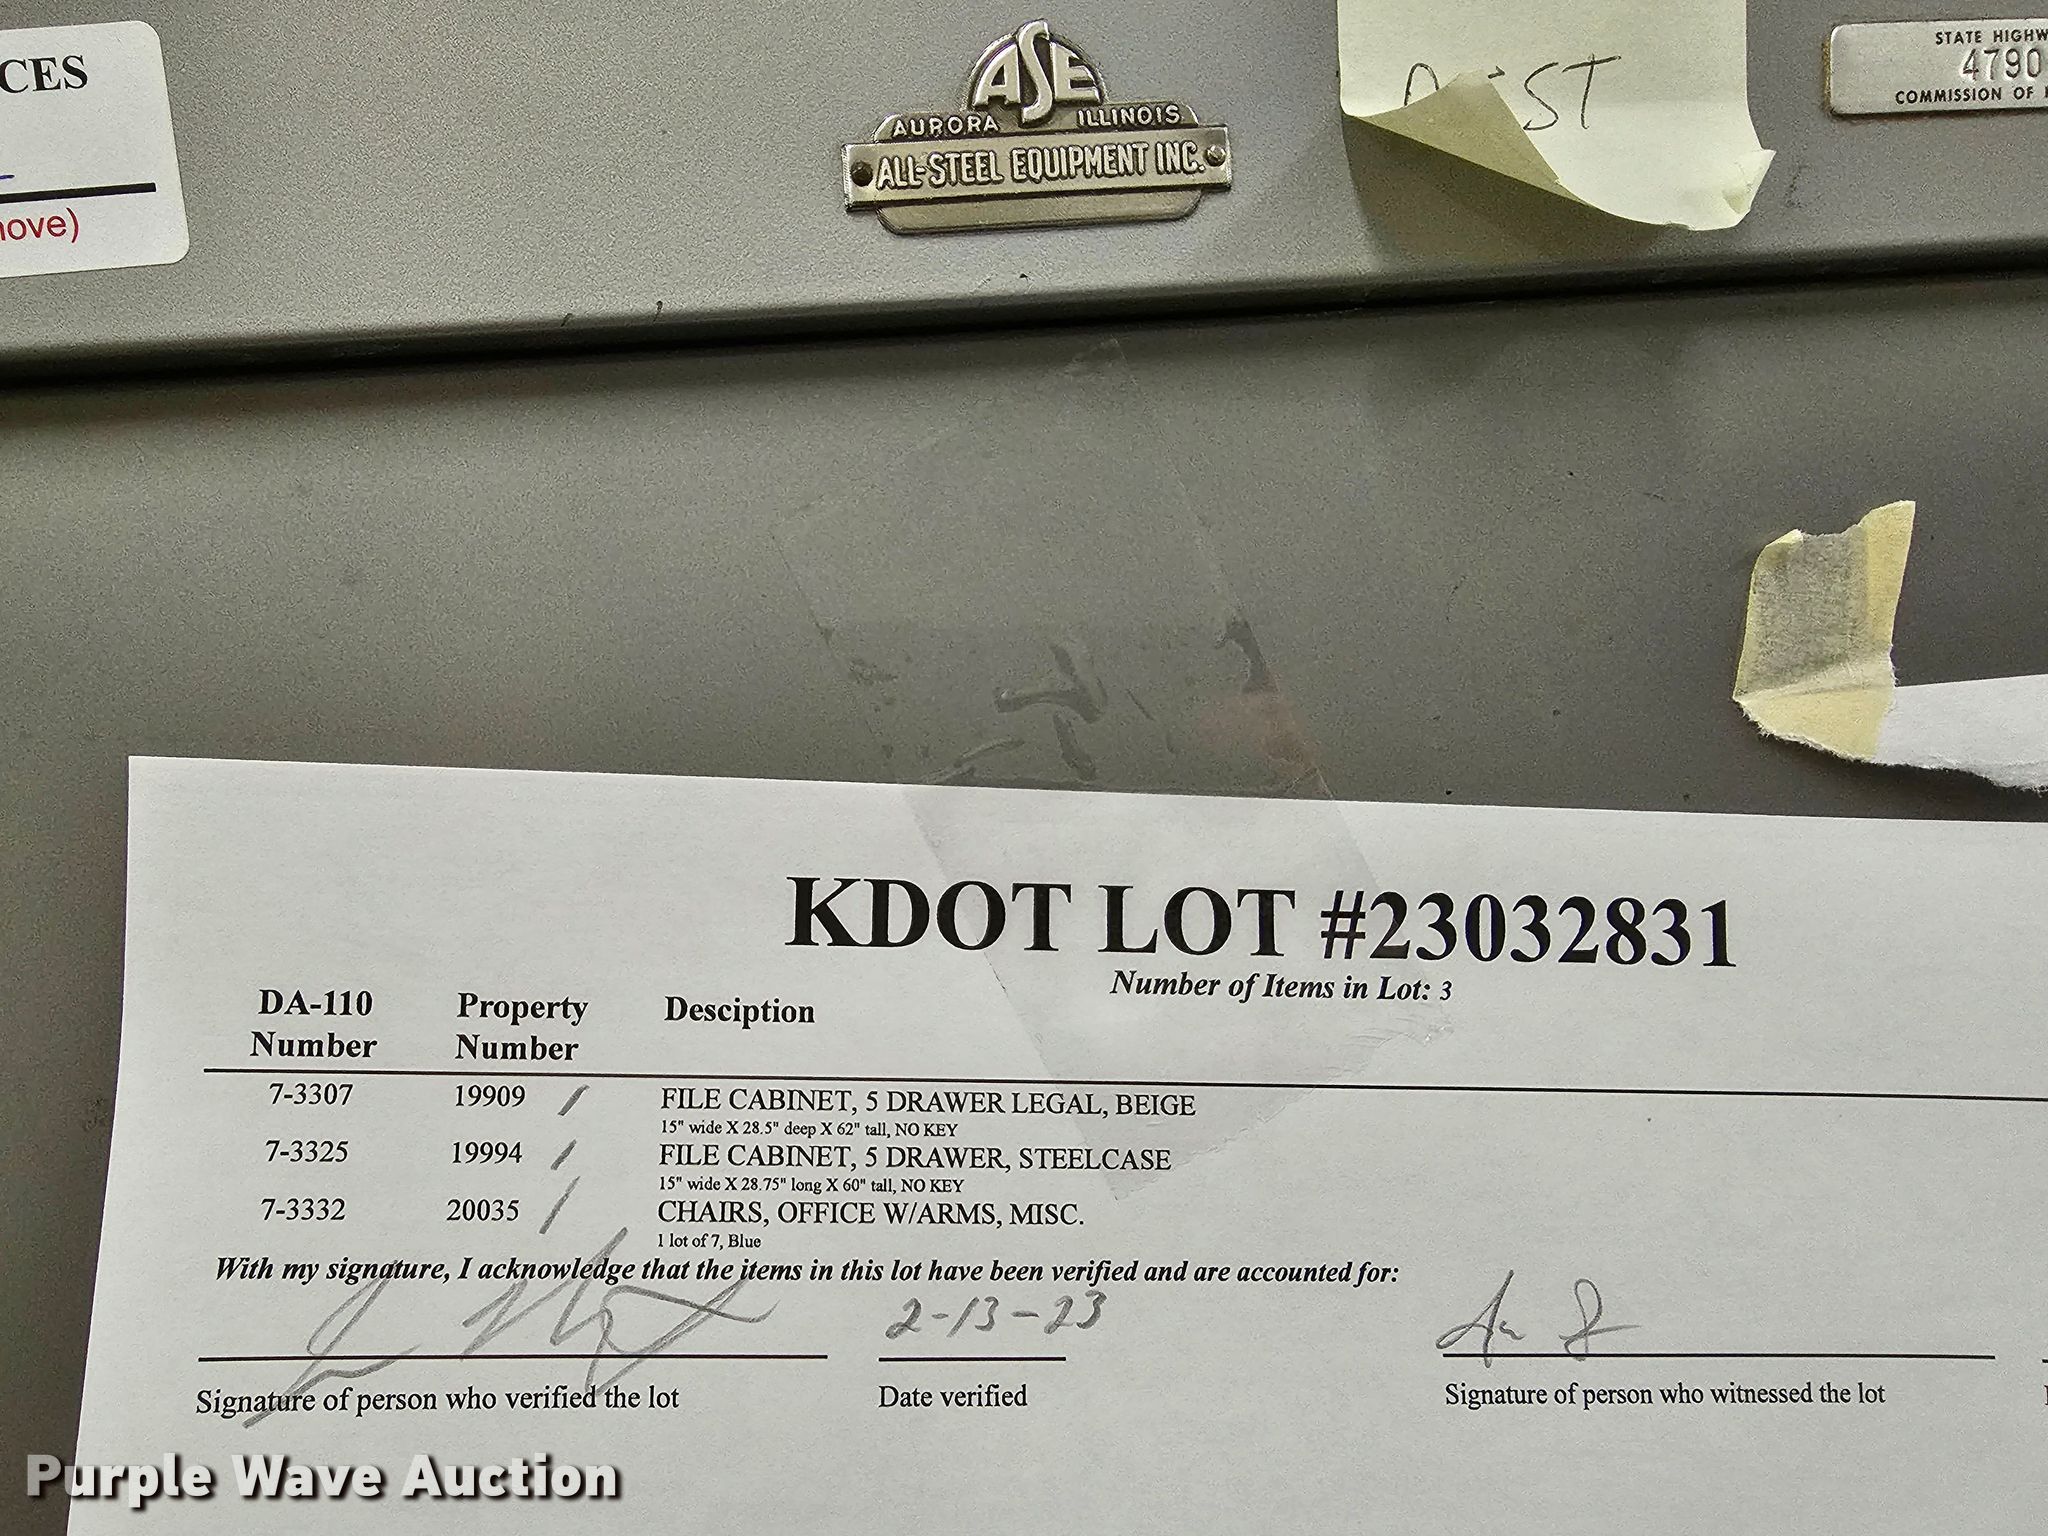 CES
ove)
ASE
AURORA ILLINOIS
ALL-STEEL EQUIPMENT INC.
ST
STATE HIGHW
4790
COMMISSION OF
KDOT LOT #23032831
Number of Items in Lot: 3
DA-110 Number Property Number Desciption
7-3307 19909 / FILE CABINET, 5 DRAWER LEGAL, BEIGE
15" wide X 28.5" deep X 62" tall, NO KEY
7-3325 19994 / FILE CABINET, 5 DRAWER, STEELCASE
15" wide X 28.75" long X 60" tall, NO KEY
7-3332 20035 / CHAIRS, OFFICE W/ARMS, MISC.
1 lot of 7, Blue
With my signature, I acknowledge that the items in this lot have been verified and are accounted for:
2-13-23
Signature of person who verified the lot Date verified Signature of person who witnessed the lot
Purple Wave Auction